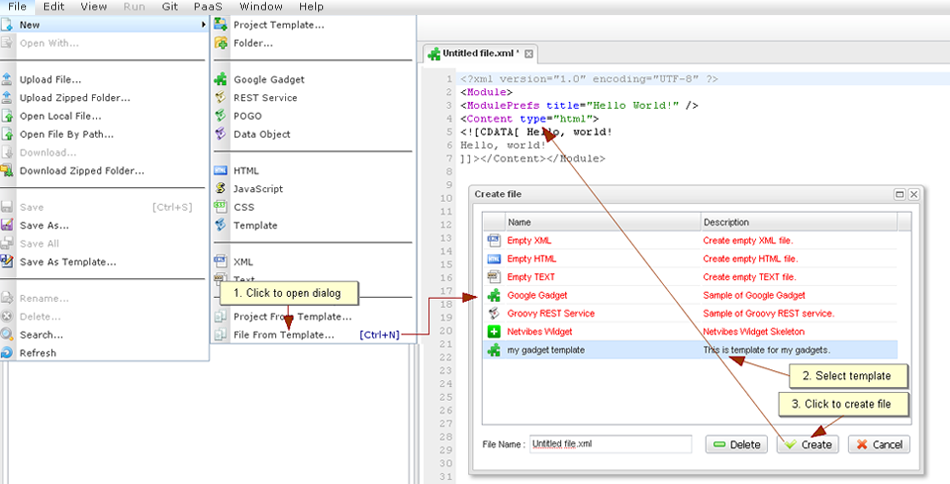 File Edit View Run Git PaaS Window Help
New
Open With...
Upload File...
Upload Zipped Folder...
Open Local File...
Open File By Path...
Download...
Download Zipped Folder...
Save [Ctrl+S]
Save As...
Save All
Save As Template...
Rename...
Delete...
Search...
Refresh
Project Template...
Folder...
Google Gadget
REST Service
POGO
Data Object
HTML
JavaScript
CSS
Template
XML
Text
1. Click to open dialog
Project From Template...
File From Template... [Ctrl+N]
Untitled file.xml *
1 <?xml version="1.0" encoding="UTF-8" ?>
2 <Module>
3 <ModulePrefs title="Hello World!" />
4 <Content type="html">
5 <![CDATA[ Hello, world!
6 Hello, world!
7 ]]></Content></Module>
8
9
10
11
12
13
14
15
16
17
18
19
20
21
22
23
24
25
26
27
28
29
30
31
Create file
Name Description
Empty XML Create empty XML file.
Empty HTML Create empty HTML file.
Empty TEXT Create empty TEXT file.
Google Gadget Sample of Google Gadget
Groovy REST Service Sample of Groovy REST service.
Netvibes Widget Netvibes Widget Skeleton
my gadget template This is template for my gadgets.
2. Select template
3. Click to create file
File Name : Untitled file.xml Delete Create Cancel